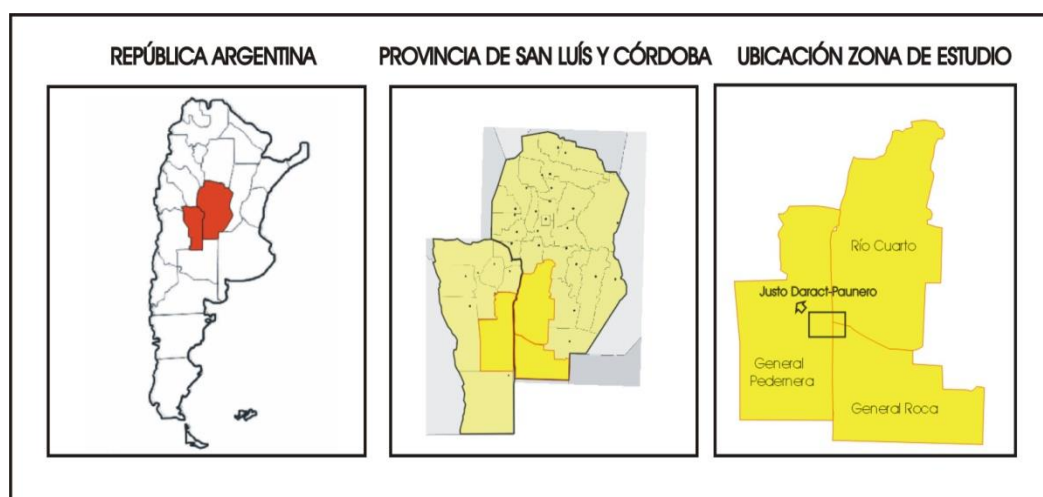 REPÚBLICA ARGENTINA
PROVINCIA DE SAN LUÍS Y CÓRDOBA
UBICACIÓN ZONA DE ESTUDIO
Río Cuarto
Justo Daract-Paunero
General
Pedernera
General Roca